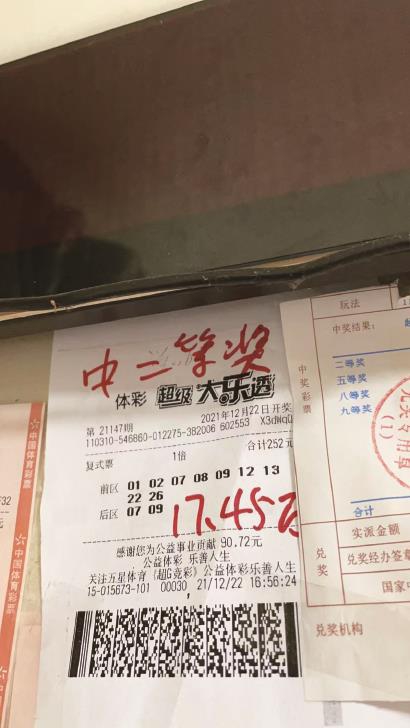 中二等奖
体彩 超级大乐透
第 21147期 2021年12月22日开奖
110310-546860-012275-382006 602553 X3dNqQ
复式票 1倍 合计252元
前区 01 02 07 08 09 12 13
22 26
后区 07 09
17.45万
感谢您为公益事业贡献 90.72元
公益体彩 乐善人生
关注五星体育《超G竞彩》公益体彩乐善人生
15-015673-101 00030 21/12/22 16:56:24
玩法
中奖结果:
中奖彩票
二等奖
五等奖
八等奖
九等奖
(1)
合计
兑奖
实派金额
兑奖经办签章
国家
兑奖机构
中国体育彩票
中国体育彩票